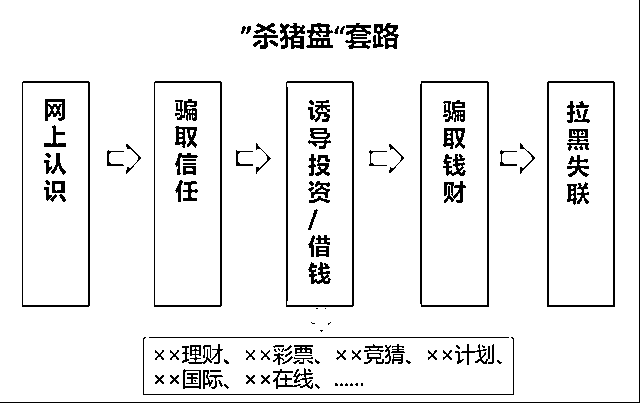 ”杀猪盘“套路
网上认识
骗取信任
诱导投资/借钱
骗取钱财
拉黑失联
××理财、××彩票、××竞猜、××计划、
××国际、××在线、......